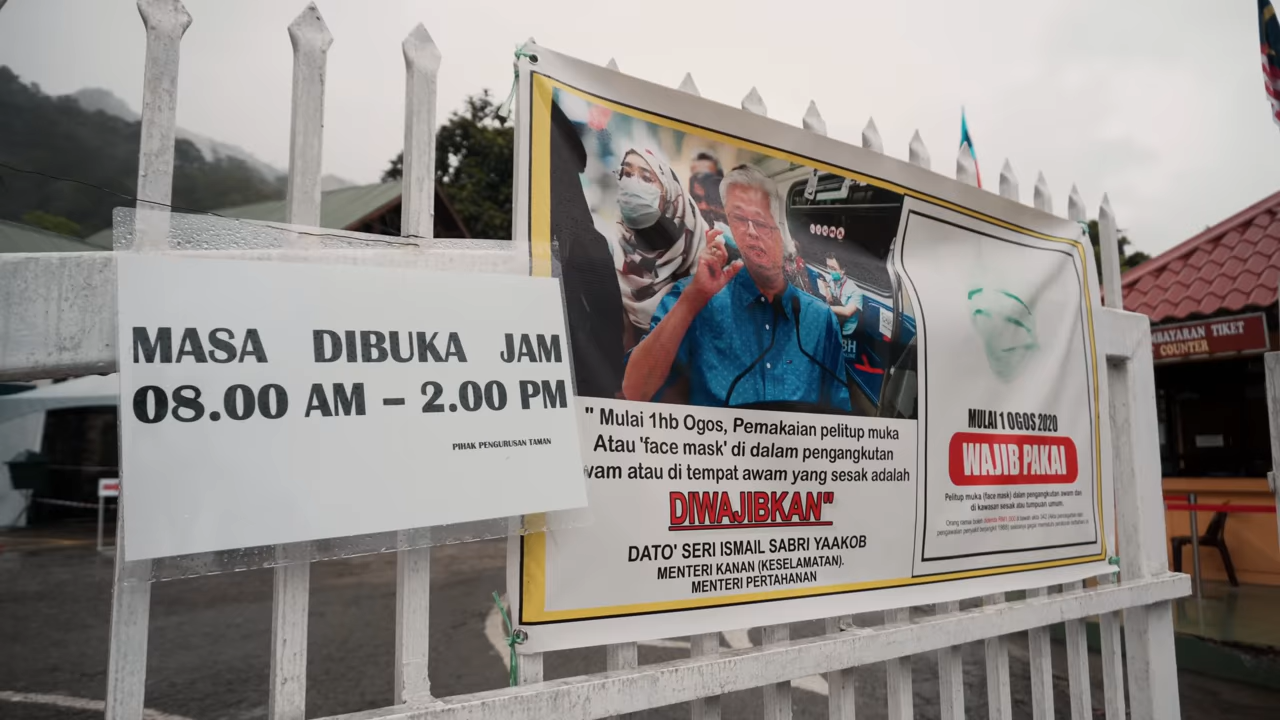 MASA DIBUKA JAM
08.00 AM – 2.00 PM
PIHAK PENGURUSAN TAMAN
" Mulai 1hb Ogos, Pemakaian pelitup muka
Atau 'face mask' di dalam pengangkutan
wam atau di tempat awam yang sesak adalah
DIWAJIBKAN"
DATO' SERI ISMAIL SABRI YAAKOB
MENTERI KANAN (KESELAMATAN).
MENTERI PERTAHANAN
MULAI 1 OGOS 2020
WAJIB PAKAI
Pelitup muka (face mask) dalam pengangkutan awam dan
di kawasan sesak atau tumpuan umum.
BAYARAN TIKET
COUNTER